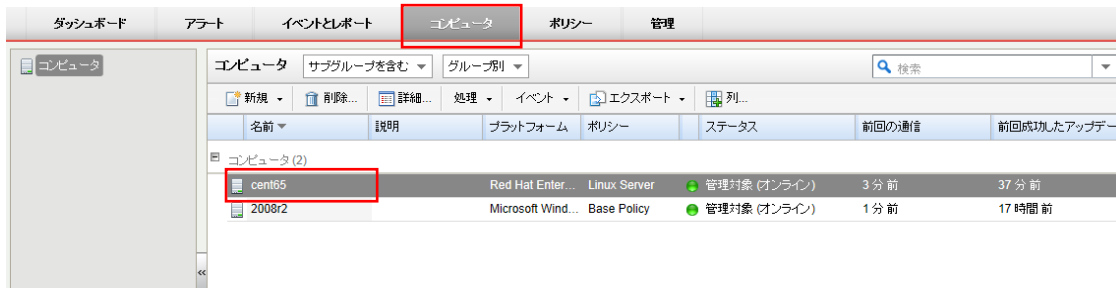 ダッシュボード アラート イベントとレポート コンピュータ ポリシー 管理
コンピュータ
コンピュータ サブグループを含む グループ別 検索
新規 削除... 詳細... 処理 イベント エクスポート 列...
名前 説明 プラットフォーム ポリシー ステータス 前回の通信 前回成功したアップデー
コンピュータ (2)
cent65 Red Hat Enter... Linux Server 管理対象 (オンライン) 3 分 前 37 分 前
2008r2 Microsoft Wind... Base Policy 管理対象 (オンライン) 1 分 前 17 時間 前
«